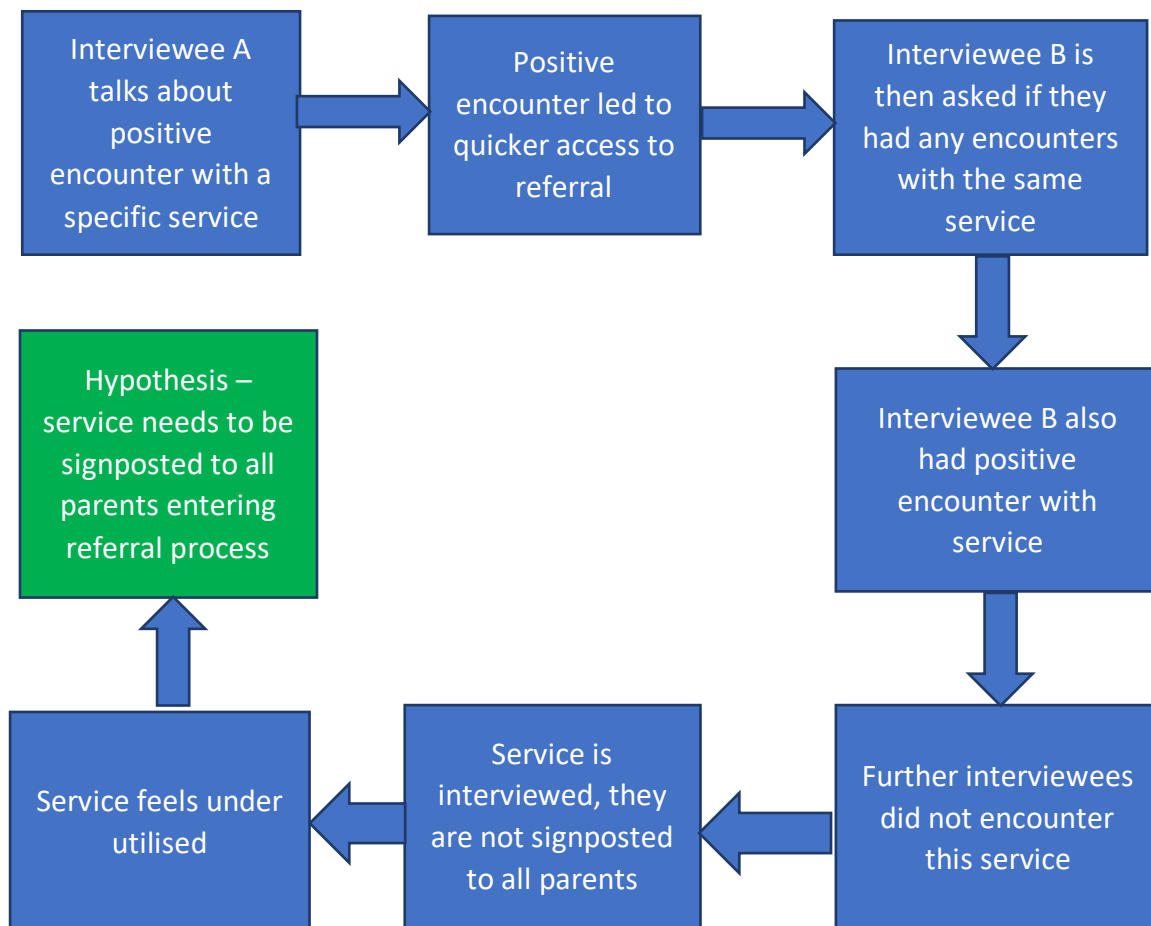 Interviewee A
talks about
positive
encounter with a
specific service
Positive
encounter led to
quicker access to
referral
Interviewee B is
then asked if they
had any encounters
with the same
service
Interviewee B also
had positive
encounter with
service
Further interviewees
did not encounter
this service
Service is
interviewed, they
are not signposted
to all parents
Service feels under
utilised
Hypothesis –
service needs to be
signposted to all
parents entering
referral process